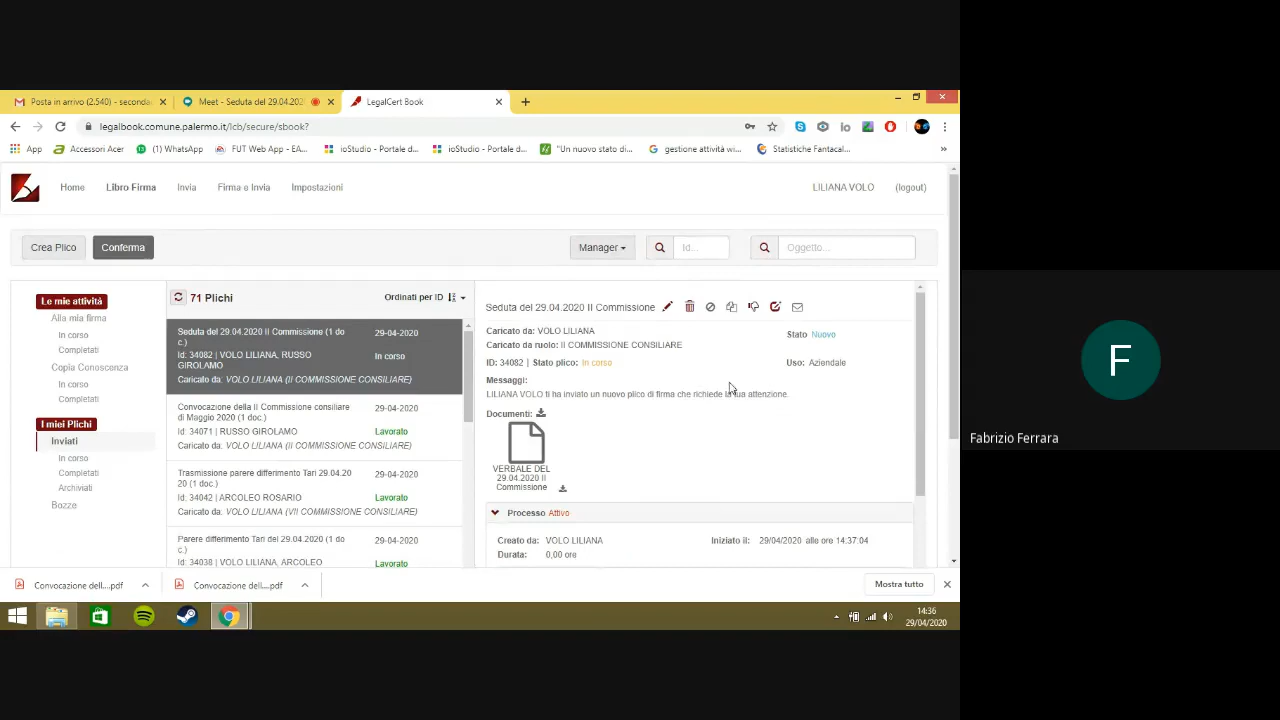 Posta in arrivo (2.540) - seconda
Meet - Seduta del 29.04.202
LegalCert Book
legalbook.comune.palermo.it/lcb/secure/sbook?
App
Accessori Acer
(1) WhatsApp
FUT Web App - EA...
ioStudio - Portale d...
ioStudio - Portale d...
"Un nuovo stato di...
gestione attività wi...
Statistiche Fantacal...
»
Home
Libro Firma
Invia
Firma e Invia
Impostazioni
LILIANA VOLO
(logout)
Crea Plico
Conferma
Manager
Id...
Oggetto...
Le mie attività
Alla mia firma
In corso
Completati
Copia Conoscenza
In corso
Completati
I miei Plichi
Inviati
In corso
Completati
Archiviati
Bozze
71 Plichi
Ordinati per ID
Seduta del 29.04.2020 II Commissione (1 do
c.)
29-04-2020
Id: 34082 | VOLO LILIANA, RUSSO
GIROLAMO
In corso
Caricato da: VOLO LILIANA (II COMMISSIONE CONSILIARE)
Convocazione della II Commissione consiliare
di Maggio 2020 (1 doc.)
29-04-2020
Id: 34071 | RUSSO GIROLAMO
Lavorato
Caricato da: VOLO LILIANA (II COMMISSIONE CONSILIARE)
Trasmissione parere differimento Tari 29.04.20
20 (1 doc.)
29-04-2020
Id: 34042 | ARCOLEO ROSARIO
Lavorato
Caricato da: VOLO LILIANA (VII COMMISSIONE CONSILIARE)
Parere differimento Tari del 29.04.2020 (1 do
c.)
29-04-2020
Id: 34038 | VOLO LILIANA, ARCOLEO
Lavorato
Seduta del 29.04.2020 II Commissione
Caricato da: VOLO LILIANA
Stato Nuovo
Caricato da ruolo: II COMMISSIONE CONSILIARE
ID: 34082 | Stato plico: In corso
Uso: Aziendale
Messaggi:
LILIANA VOLO ti ha inviato un nuovo plico di firma che richiede la tua attenzione.
Documenti:
VERBALE DEL
29.04.2020 II
Commissione
Processo Attivo
Creato da: VOLO LILIANA
Iniziato il: 29/04/2020 alle ore 14:37:04
Durata: 0,00 ore
Convocazione dell....pdf
Convocazione dell....pdf
Mostra tutto
14:36
29/04/2020
F
Fabrizio Ferrara